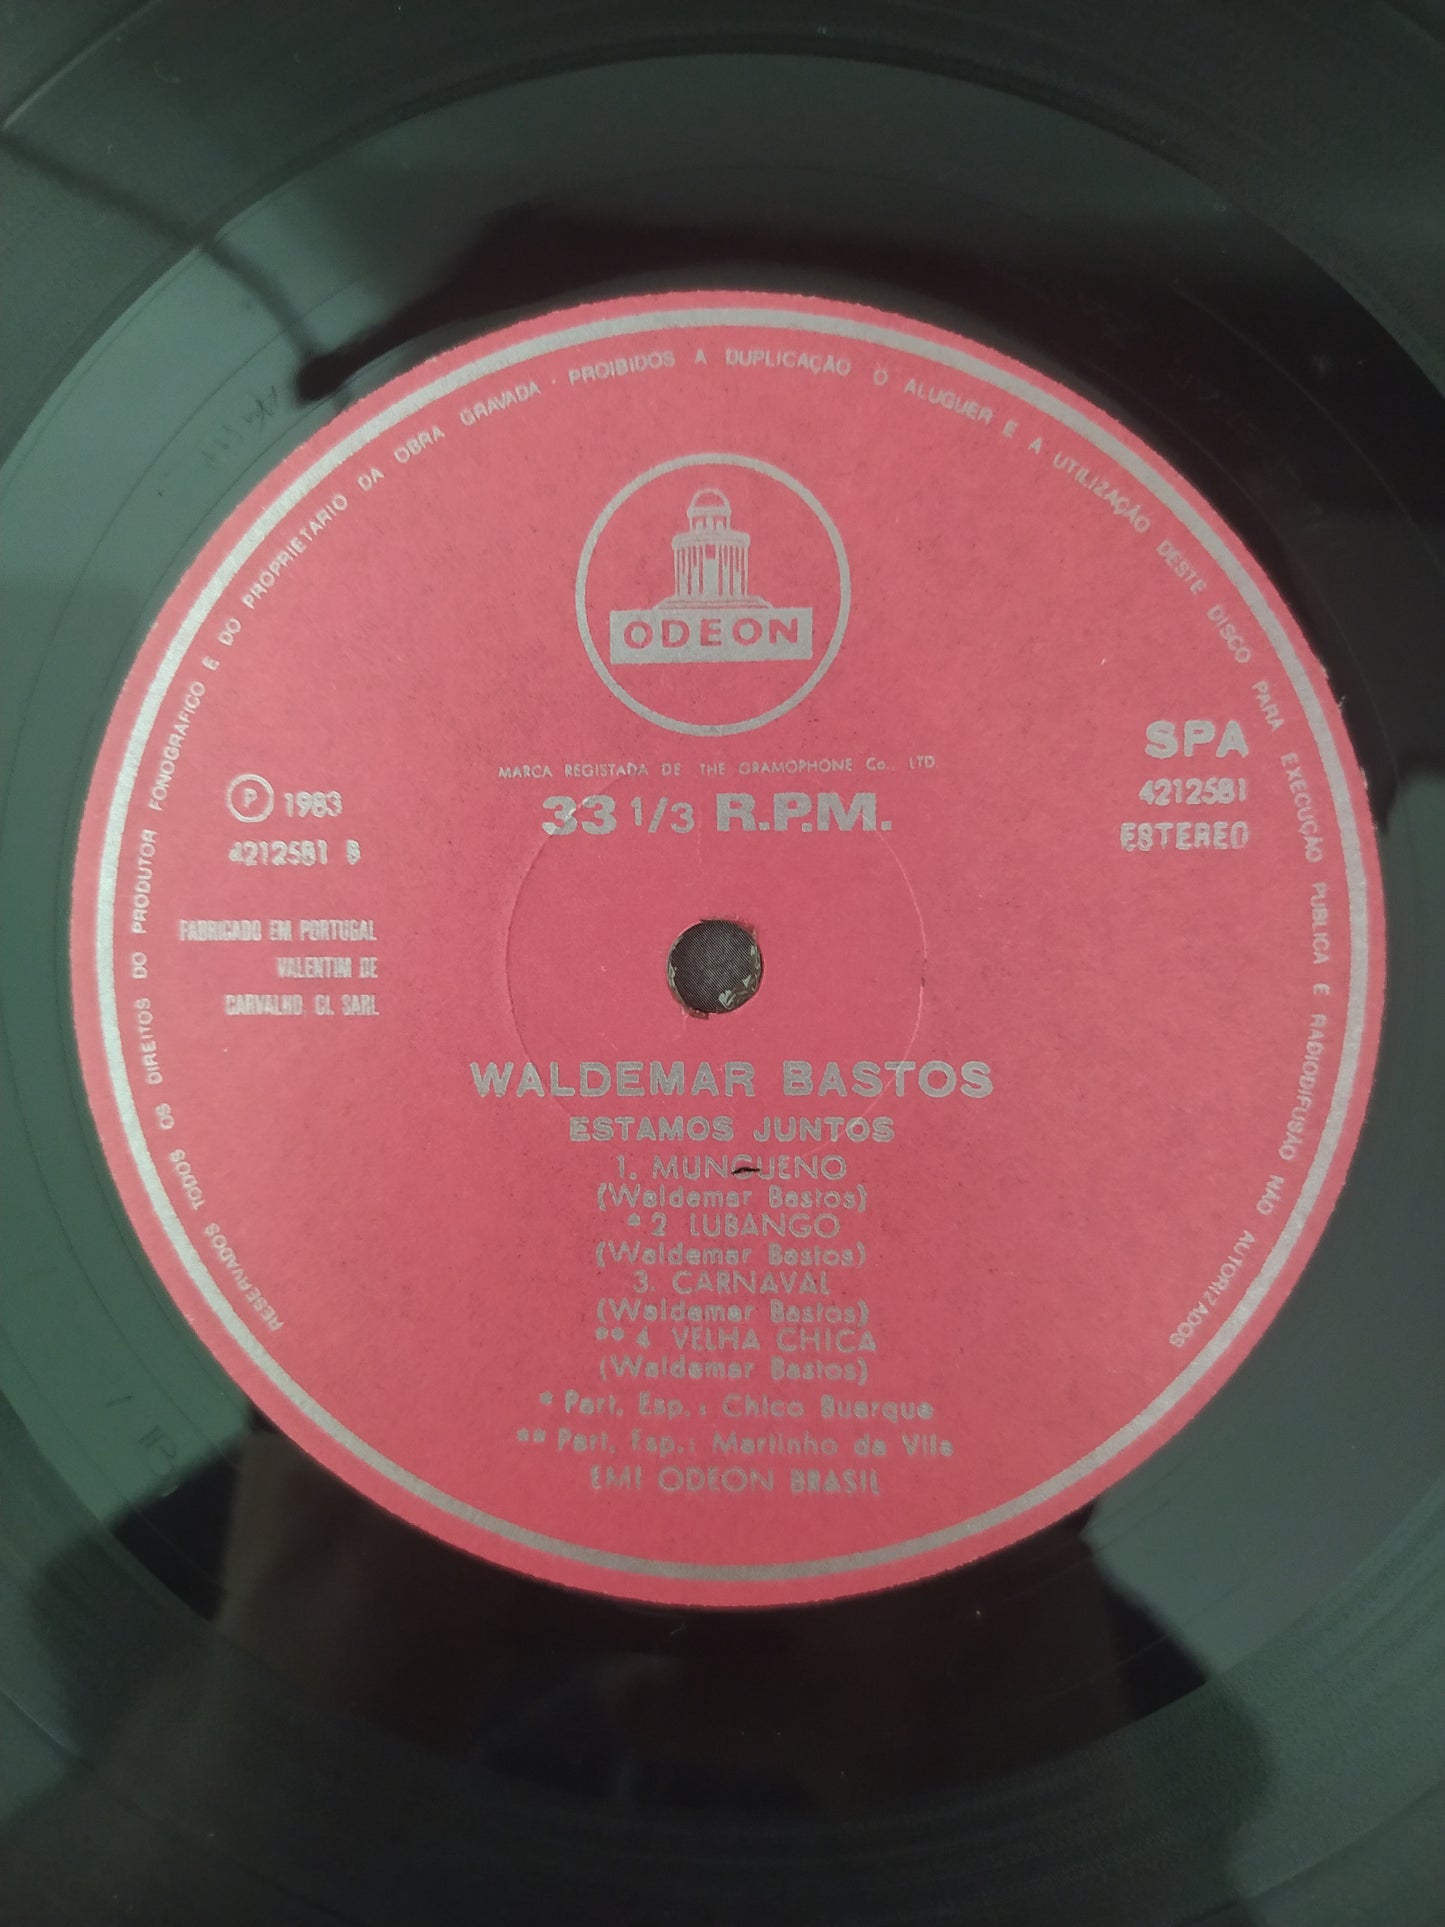 RESERVADOS TODOS OS DIREITOS DO PRODUTOR FONOGRAFICO E DO PROPRIETARIO DA OBRA GRAVADA · PROIBIDOS A DUPLICAÇÃO O ALUGUER E A UTILIZAÇÃO DESTE DISCO PARA EXECUÇÃO PUBLICA E RADIODIFUSÃO NÃO AUTORIZADOS
ODEON
MARCA REGISTADA DE THE GRAMOPHONE Co., LTD.
33 1/3 R.P.M.
SPA
4212581
ESTEREO
Ⓟ 1983
4212581 B
FABRICADO EM PORTUGAL
VALENTIM DE
CARVALHO, CI, SARL
WALDEMAR BASTOS
ESTAMOS JUNTOS
1. MUNGUENO
(Waldemar Bastos)
*2 LUBANGO
(Waldemar Bastos)
3. CARNAVAL
(Waldemar Bastos)
**4 VELHA CHICA
(Waldemar Bastos)
* Part. Esp.: Chico Buarque
** Part. Esp.: Martinho da Vila
EMI ODEON BRASIL